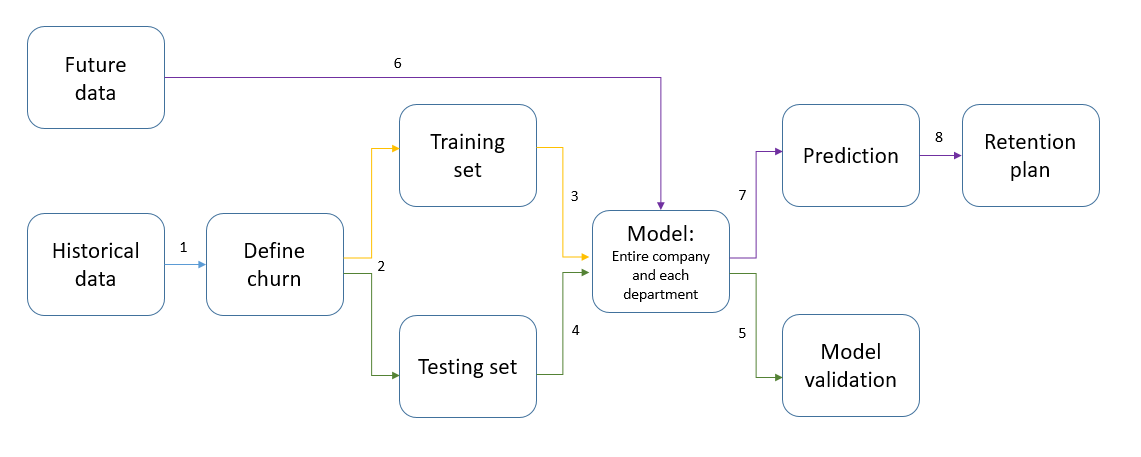 Future
data
6
Training
set
3
Historical
data
1
Define
churn
2
Testing set
4
Model:
Entire company
and each
department
7
Prediction
8
Retention
plan
5
Model
validation